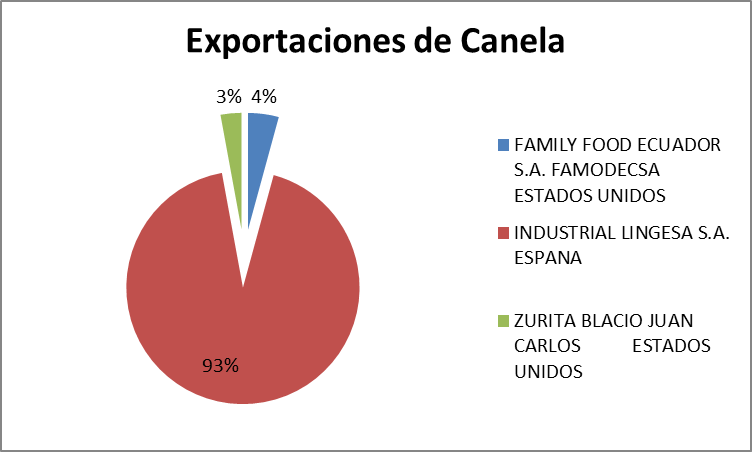 Exportaciones de Canela
3% 4%
93%
FAMILY FOOD ECUADOR
S.A. FAMODECSA
ESTADOS UNIDOS
INDUSTRIAL LINGESA S.A.
ESPANA
ZURITA BLACIO JUAN
CARLOS ESTADOS
UNIDOS